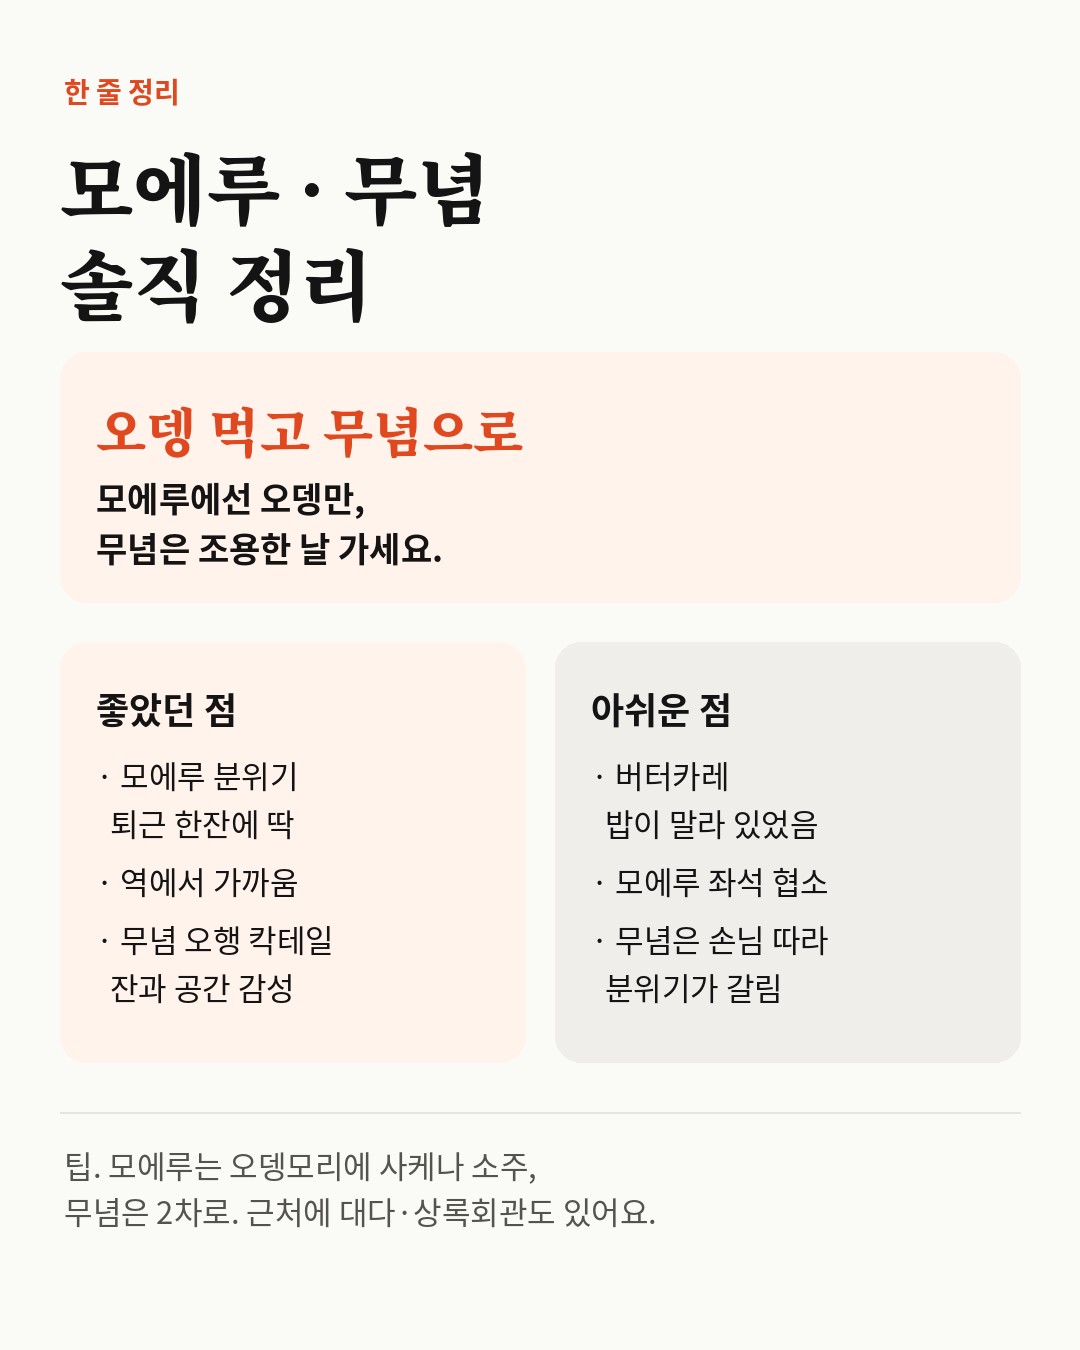 한 줄 정리
모에루 · 무념
솔직 정리
오뎅 먹고 무념으로
모에루에선 오뎅만,
무념은 조용한 날 가세요.
좋았던 점
· 모에루 분위기
퇴근 한잔에 딱
· 역에서 가까움
· 무념 오행 칵테일
잔과 공간 감성
아쉬운 점
· 버터카레
밥이 말라 있었음
· 모에루 좌석 협소
· 무념은 손님 따라
분위기가 갈림
팁. 모에루는 오뎅모리에 사케나 소주,
무념은 2차로. 근처에 대다·상록회관도 있어요.